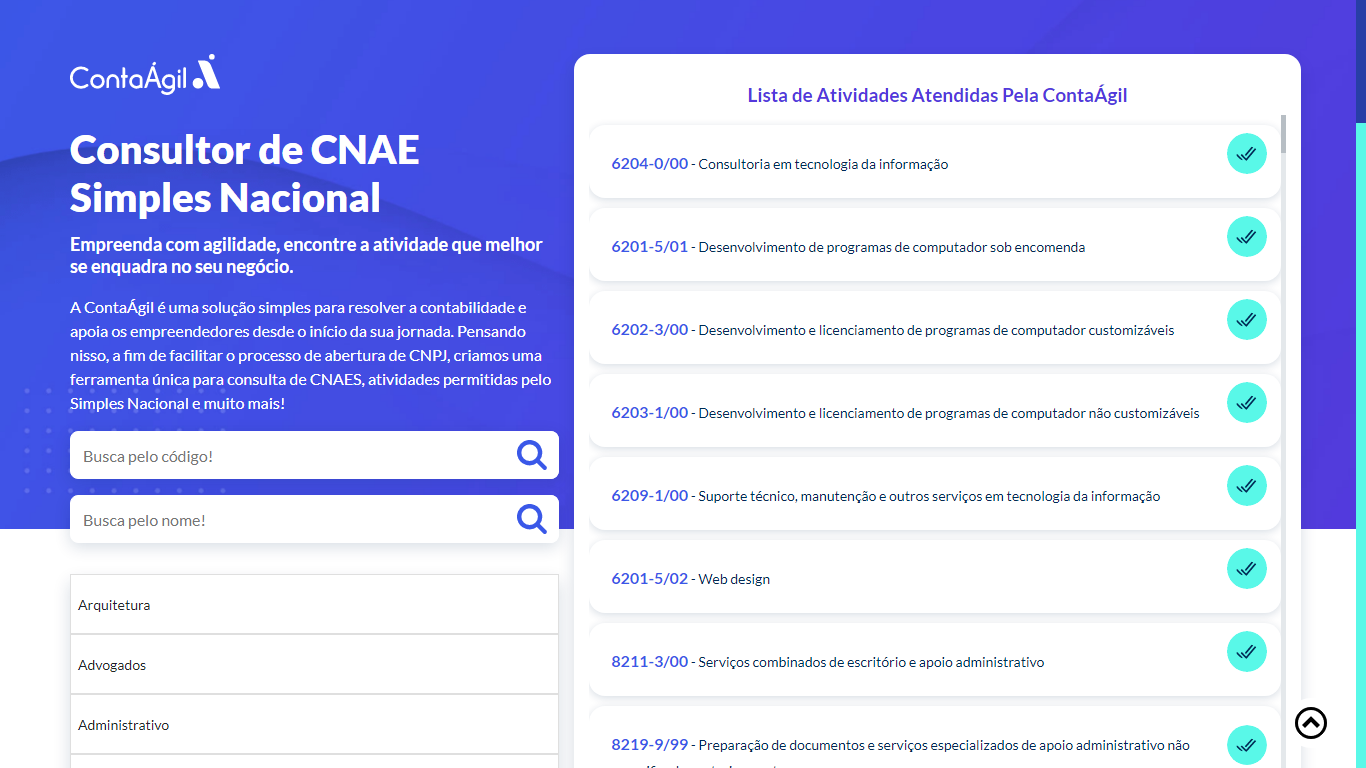 ContaÁgil
Consultor de CNAE
Simples Nacional
Empreenda com agilidade, encontre a atividade que melhor
se enquadra no seu negócio.
A ContaÁgil é uma solução simples para resolver a contabilidade e
apoia os empreendedores desde o início da sua jornada. Pensando
nisso, a fim de facilitar o processo de abertura de CNPJ, criamos uma
ferramenta única para consulta de CNAES, atividades permitidas pelo
Simples Nacional e muito mais!
Busca pelo código!
Busca pelo nome!
Arquitetura
Advogados
Administrativo
Lista de Atividades Atendidas Pela ContaÁgil
6204-0/00 - Consultoria em tecnologia da informação
6201-5/01 - Desenvolvimento de programas de computador sob encomenda
6202-3/00 - Desenvolvimento e licenciamento de programas de computador customizáveis
6203-1/00 - Desenvolvimento e licenciamento de programas de computador não customizáveis
6209-1/00 - Suporte técnico, manutenção e outros serviços em tecnologia da informação
6201-5/02 - Web design
8211-3/00 - Serviços combinados de escritório e apoio administrativo
8219-9/99 - Preparação de documentos e serviços especializados de apoio administrativo não